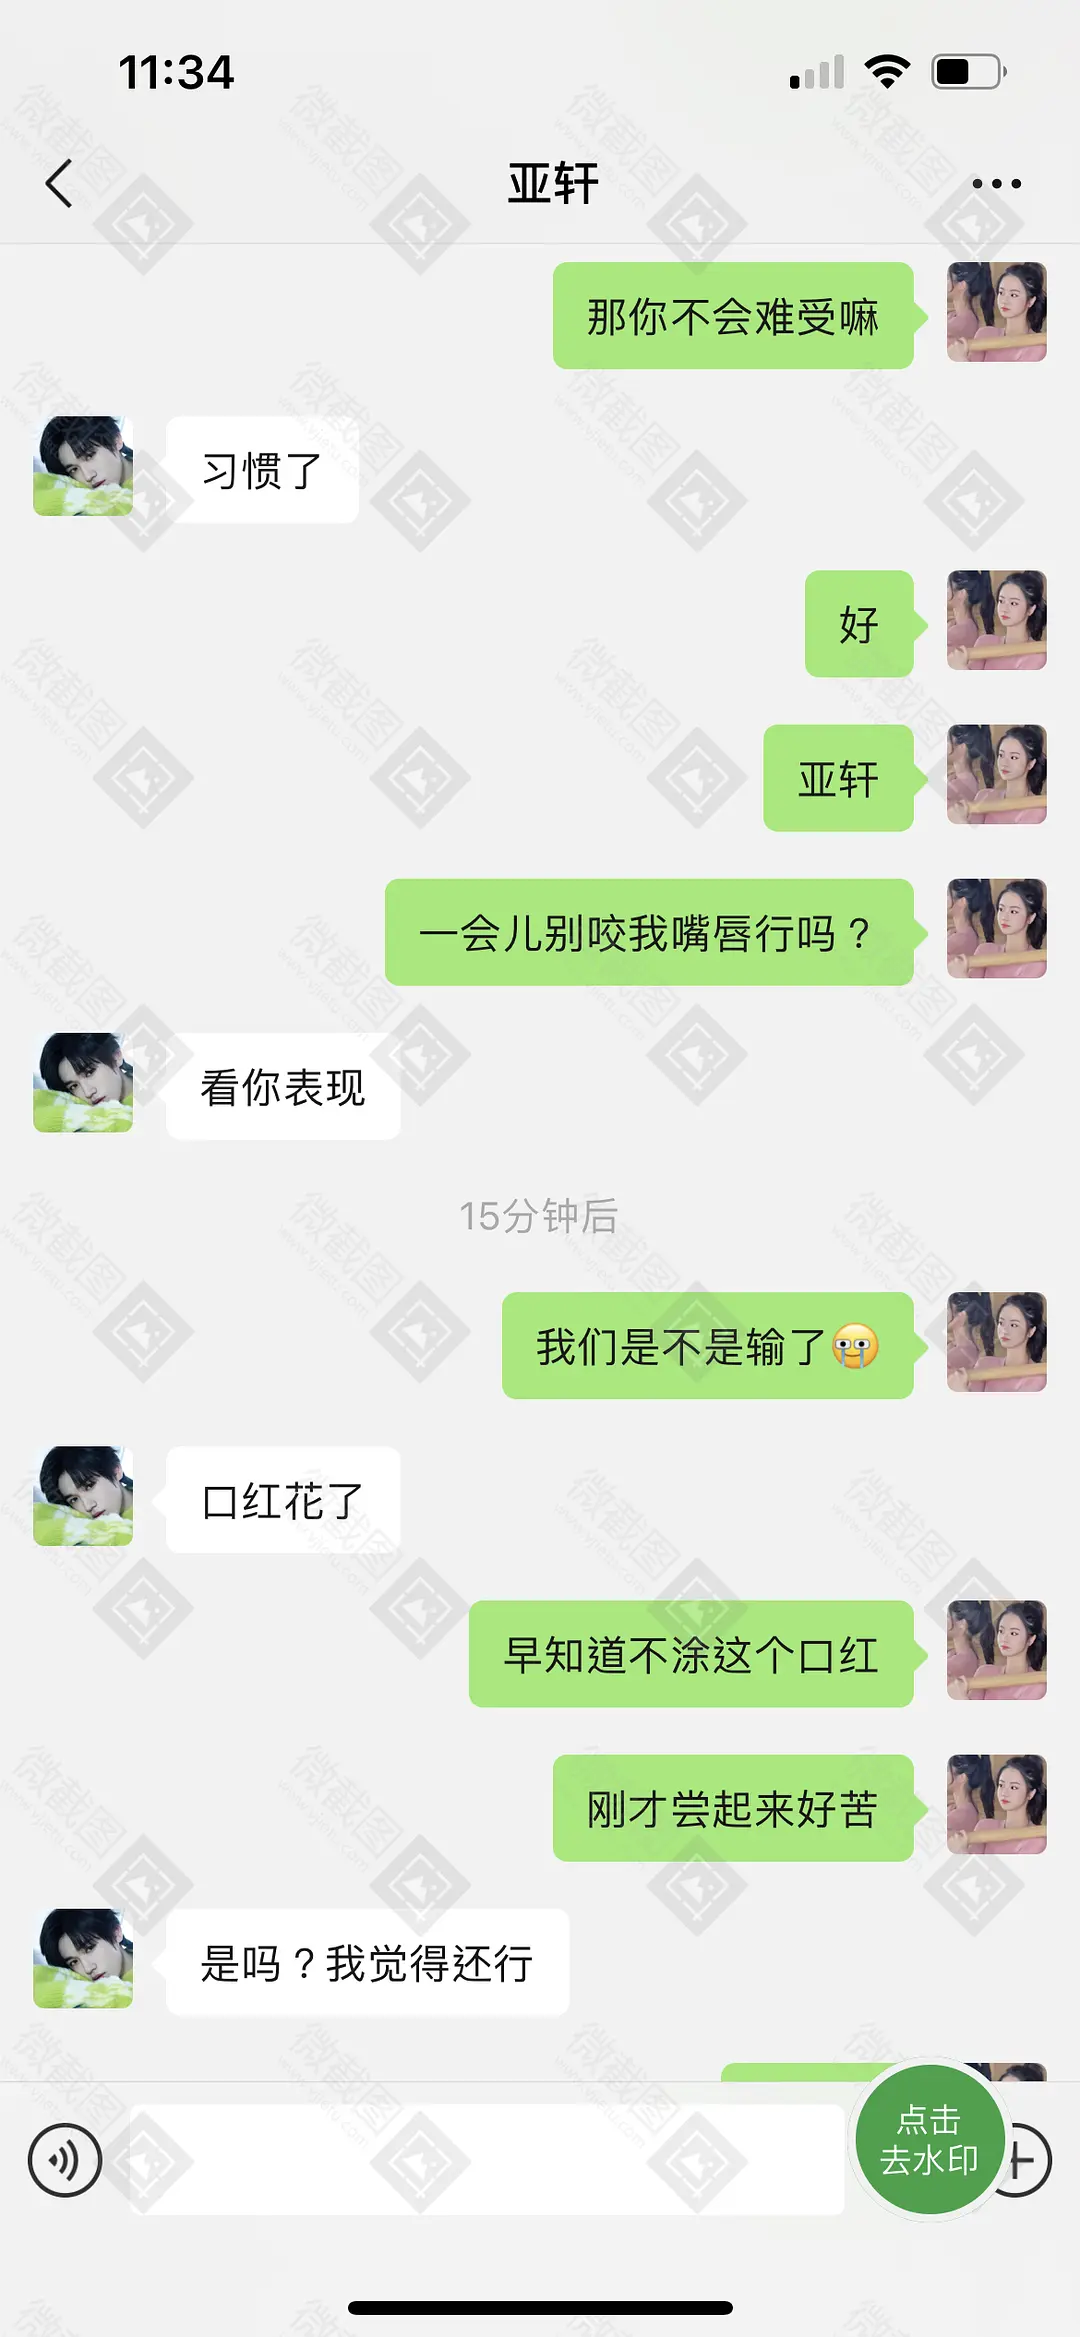 11:34
亚轩
那你不会难受嘛
习惯了
好
亚轩
一会儿别咬我嘴唇行吗？
看你表现
15分钟后
我们是不是输了😭
口红花了
早知道不涂这个口红
刚才尝起来好苦
是吗？我觉得还行
点击
去水印
微截图